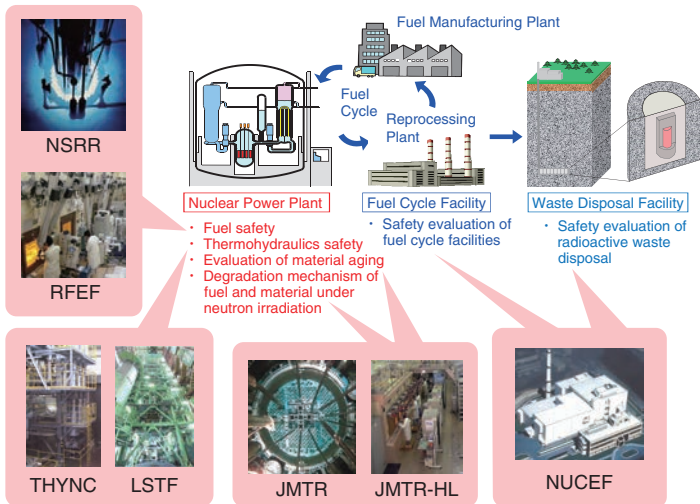 Fuel Manufacturing Plant
Fuel
Cycle
Reprocessing
Plant
NSRR
RFEF
Nuclear Power Plant
・ Fuel safety
・ Thermohydraulics safety
・ Evaluation of material aging
・ Degradation mechanism of
fuel and material under
neutron irradiation
Fuel Cycle Facility
・ Safety evaluation of
fuel cycle facilities
Waste Disposal Facility
・ Safety evaluation of
radioactive waste
disposal
THYNC
LSTF
JMTR
JMTR-HL
NUCEF